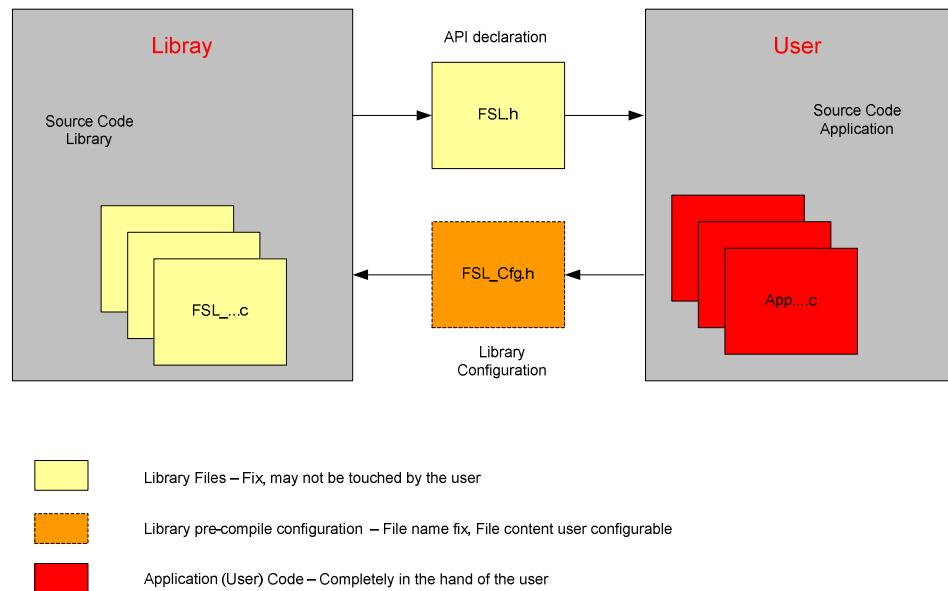 Libray
API declaration
User
Source Code
Library
FSL.h
Source Code
Application
FSL_...c
FSL_Cfg.h
App....c
Library
Configuration
Library Files – Fix, may not be touched by the user
Library pre-compile configuration – File name fix, File content user configurable
Application (User) Code – Completely in the hand of the user